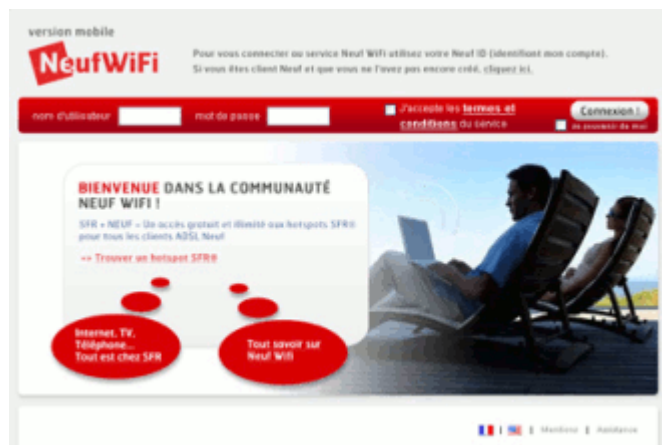 version mobile
NeufWiFi
Pour vous connecter au service Neuf WiFi utilisez votre Neuf ID (identifiant mon compte).
Si vous êtes client Neuf et que vous ne l'avez pas encore créé, cliquez ici.
nom d'utilisateur mot de passe J'accepte les termes et Connexion !
conditions du service se souvenir de moi
BIENVENUE DANS LA COMMUNAUTÉ
NEUF WIFI !
SFR + NEUF = Un accès gratuit et illimité aux hotspots SFR®
pour tous les clients ADSL Neuf
>> Trouver un hotspot SFR®
Internet, TV,
Téléphone...
Tout est chez SFR
Tout savoir sur
Neuf Wifi
| | Mentions | Assistance